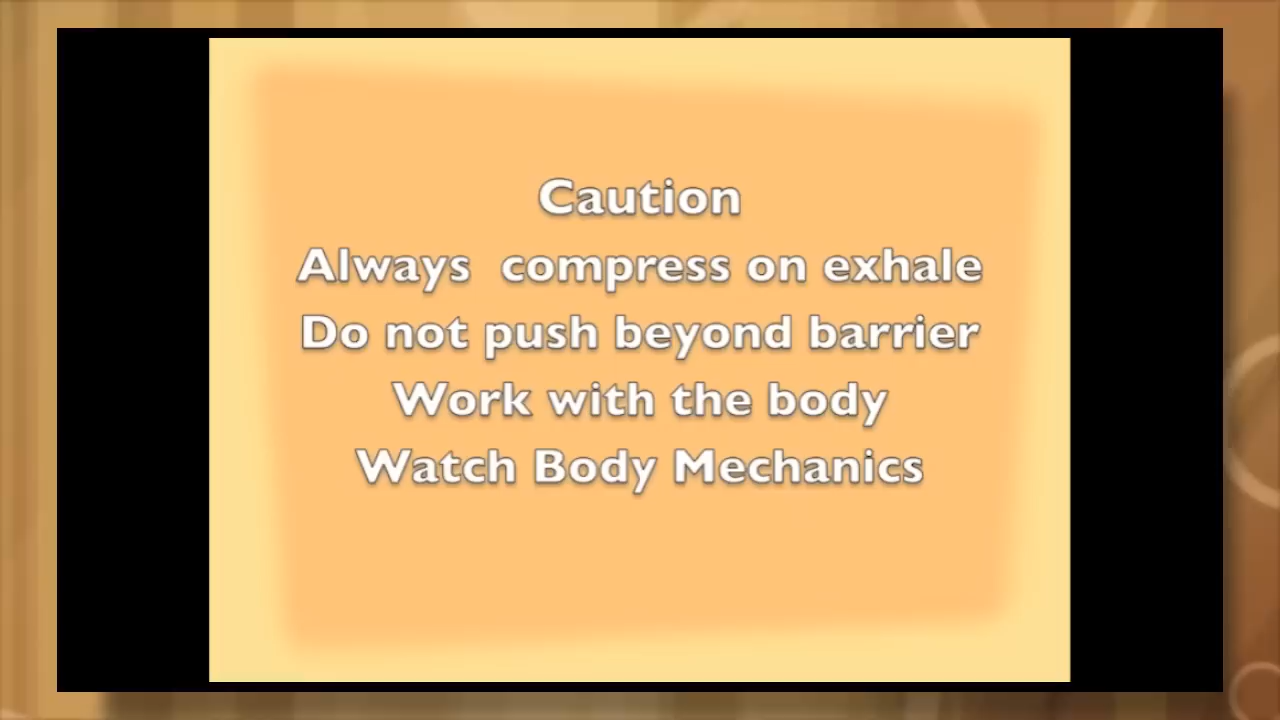 Caution
Always compress on exhale
Do not push beyond barrier
Work with the body
Watch Body Mechanics